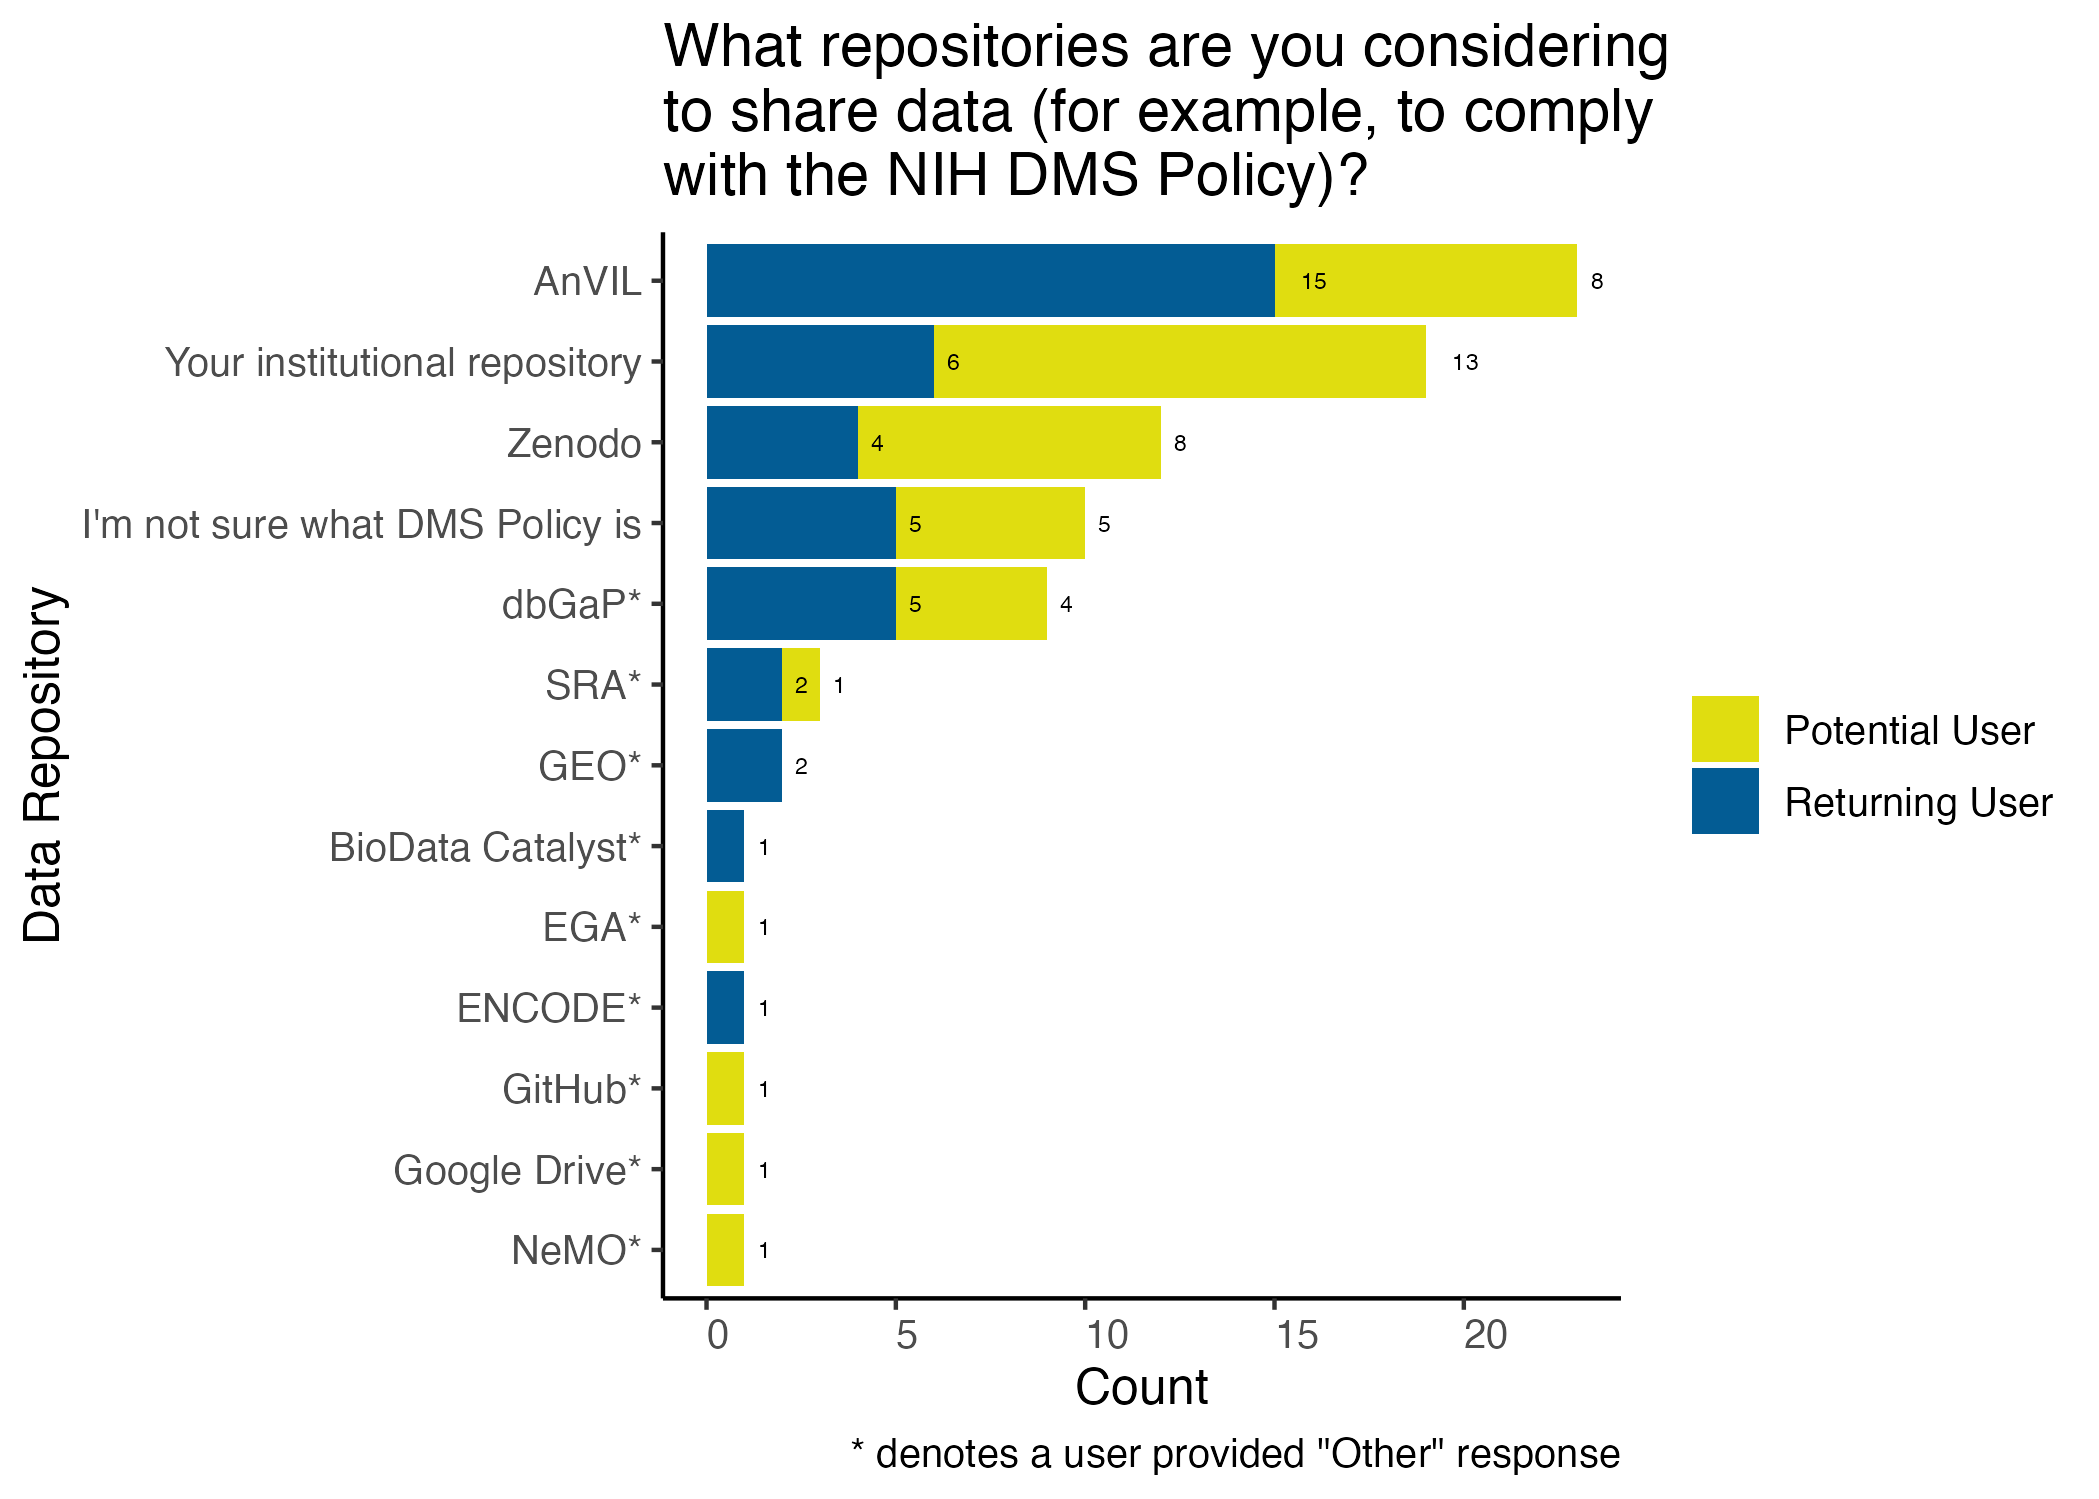 What repositories are you considering
to share data (for example, to comply
with the NIH DMS Policy)?
Data Repository
AnVIL 15 8
Your institutional repository 6 13
Zenodo 4 8
I'm not sure what DMS Policy is 5 5
dbGaP* 5 4
SRA* 2 1
GEO* 2
BioData Catalyst* 1
EGA* 1
ENCODE* 1
GitHub* 1
Google Drive* 1
NeMO* 1
0 5 10 15 20
Count
* denotes a user provided "Other" response
Potential User
Returning User